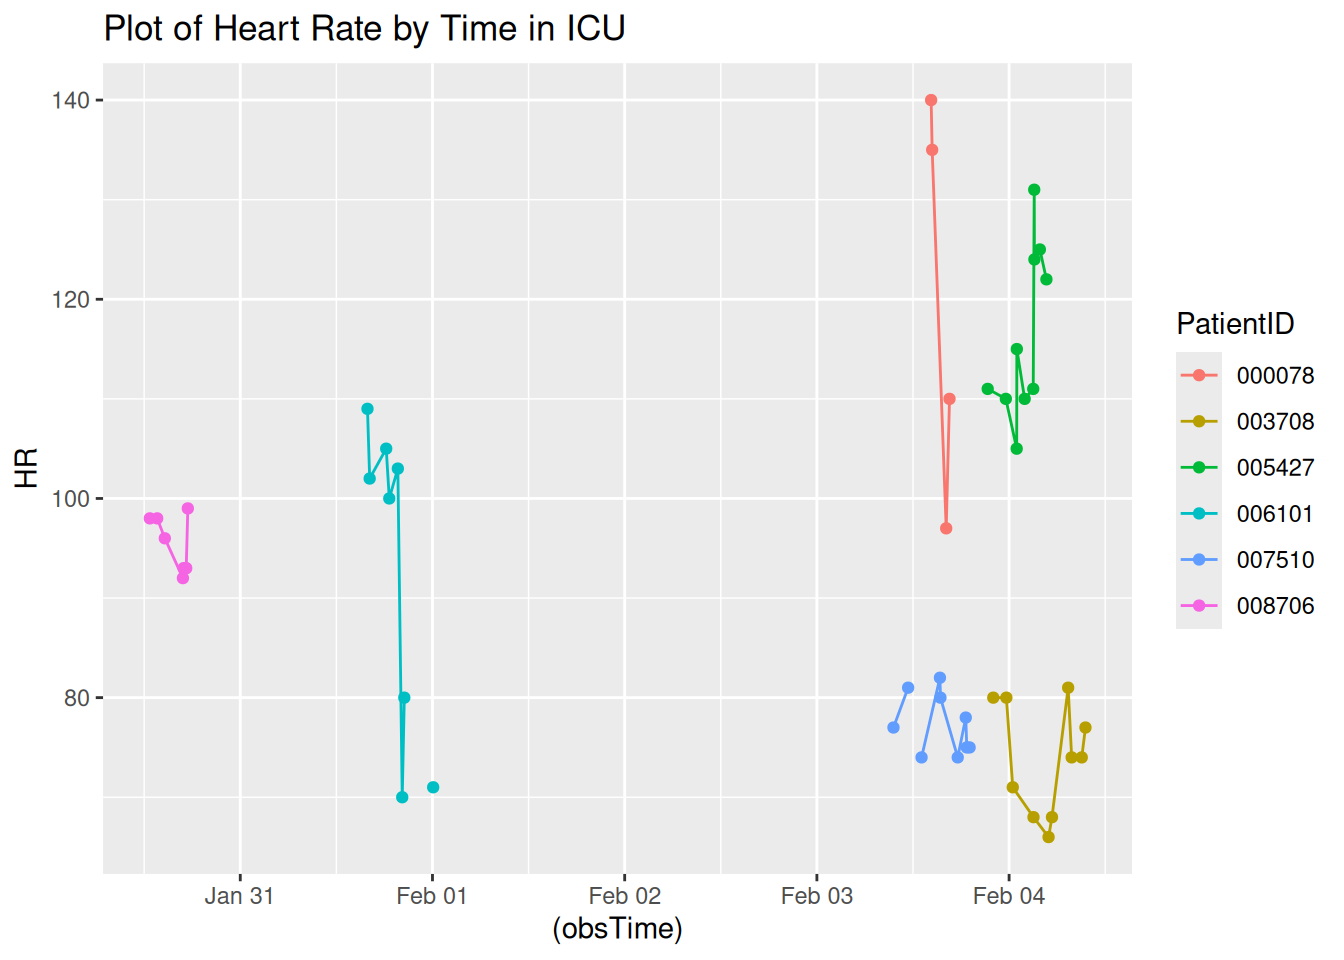 Plot of Heart Rate by Time in ICU
140
120
100
80
HR
Jan 31
Feb 01
Feb 02
Feb 03
Feb 04
(obsTime)
PatientID
000078
003708
005427
006101
007510
008706